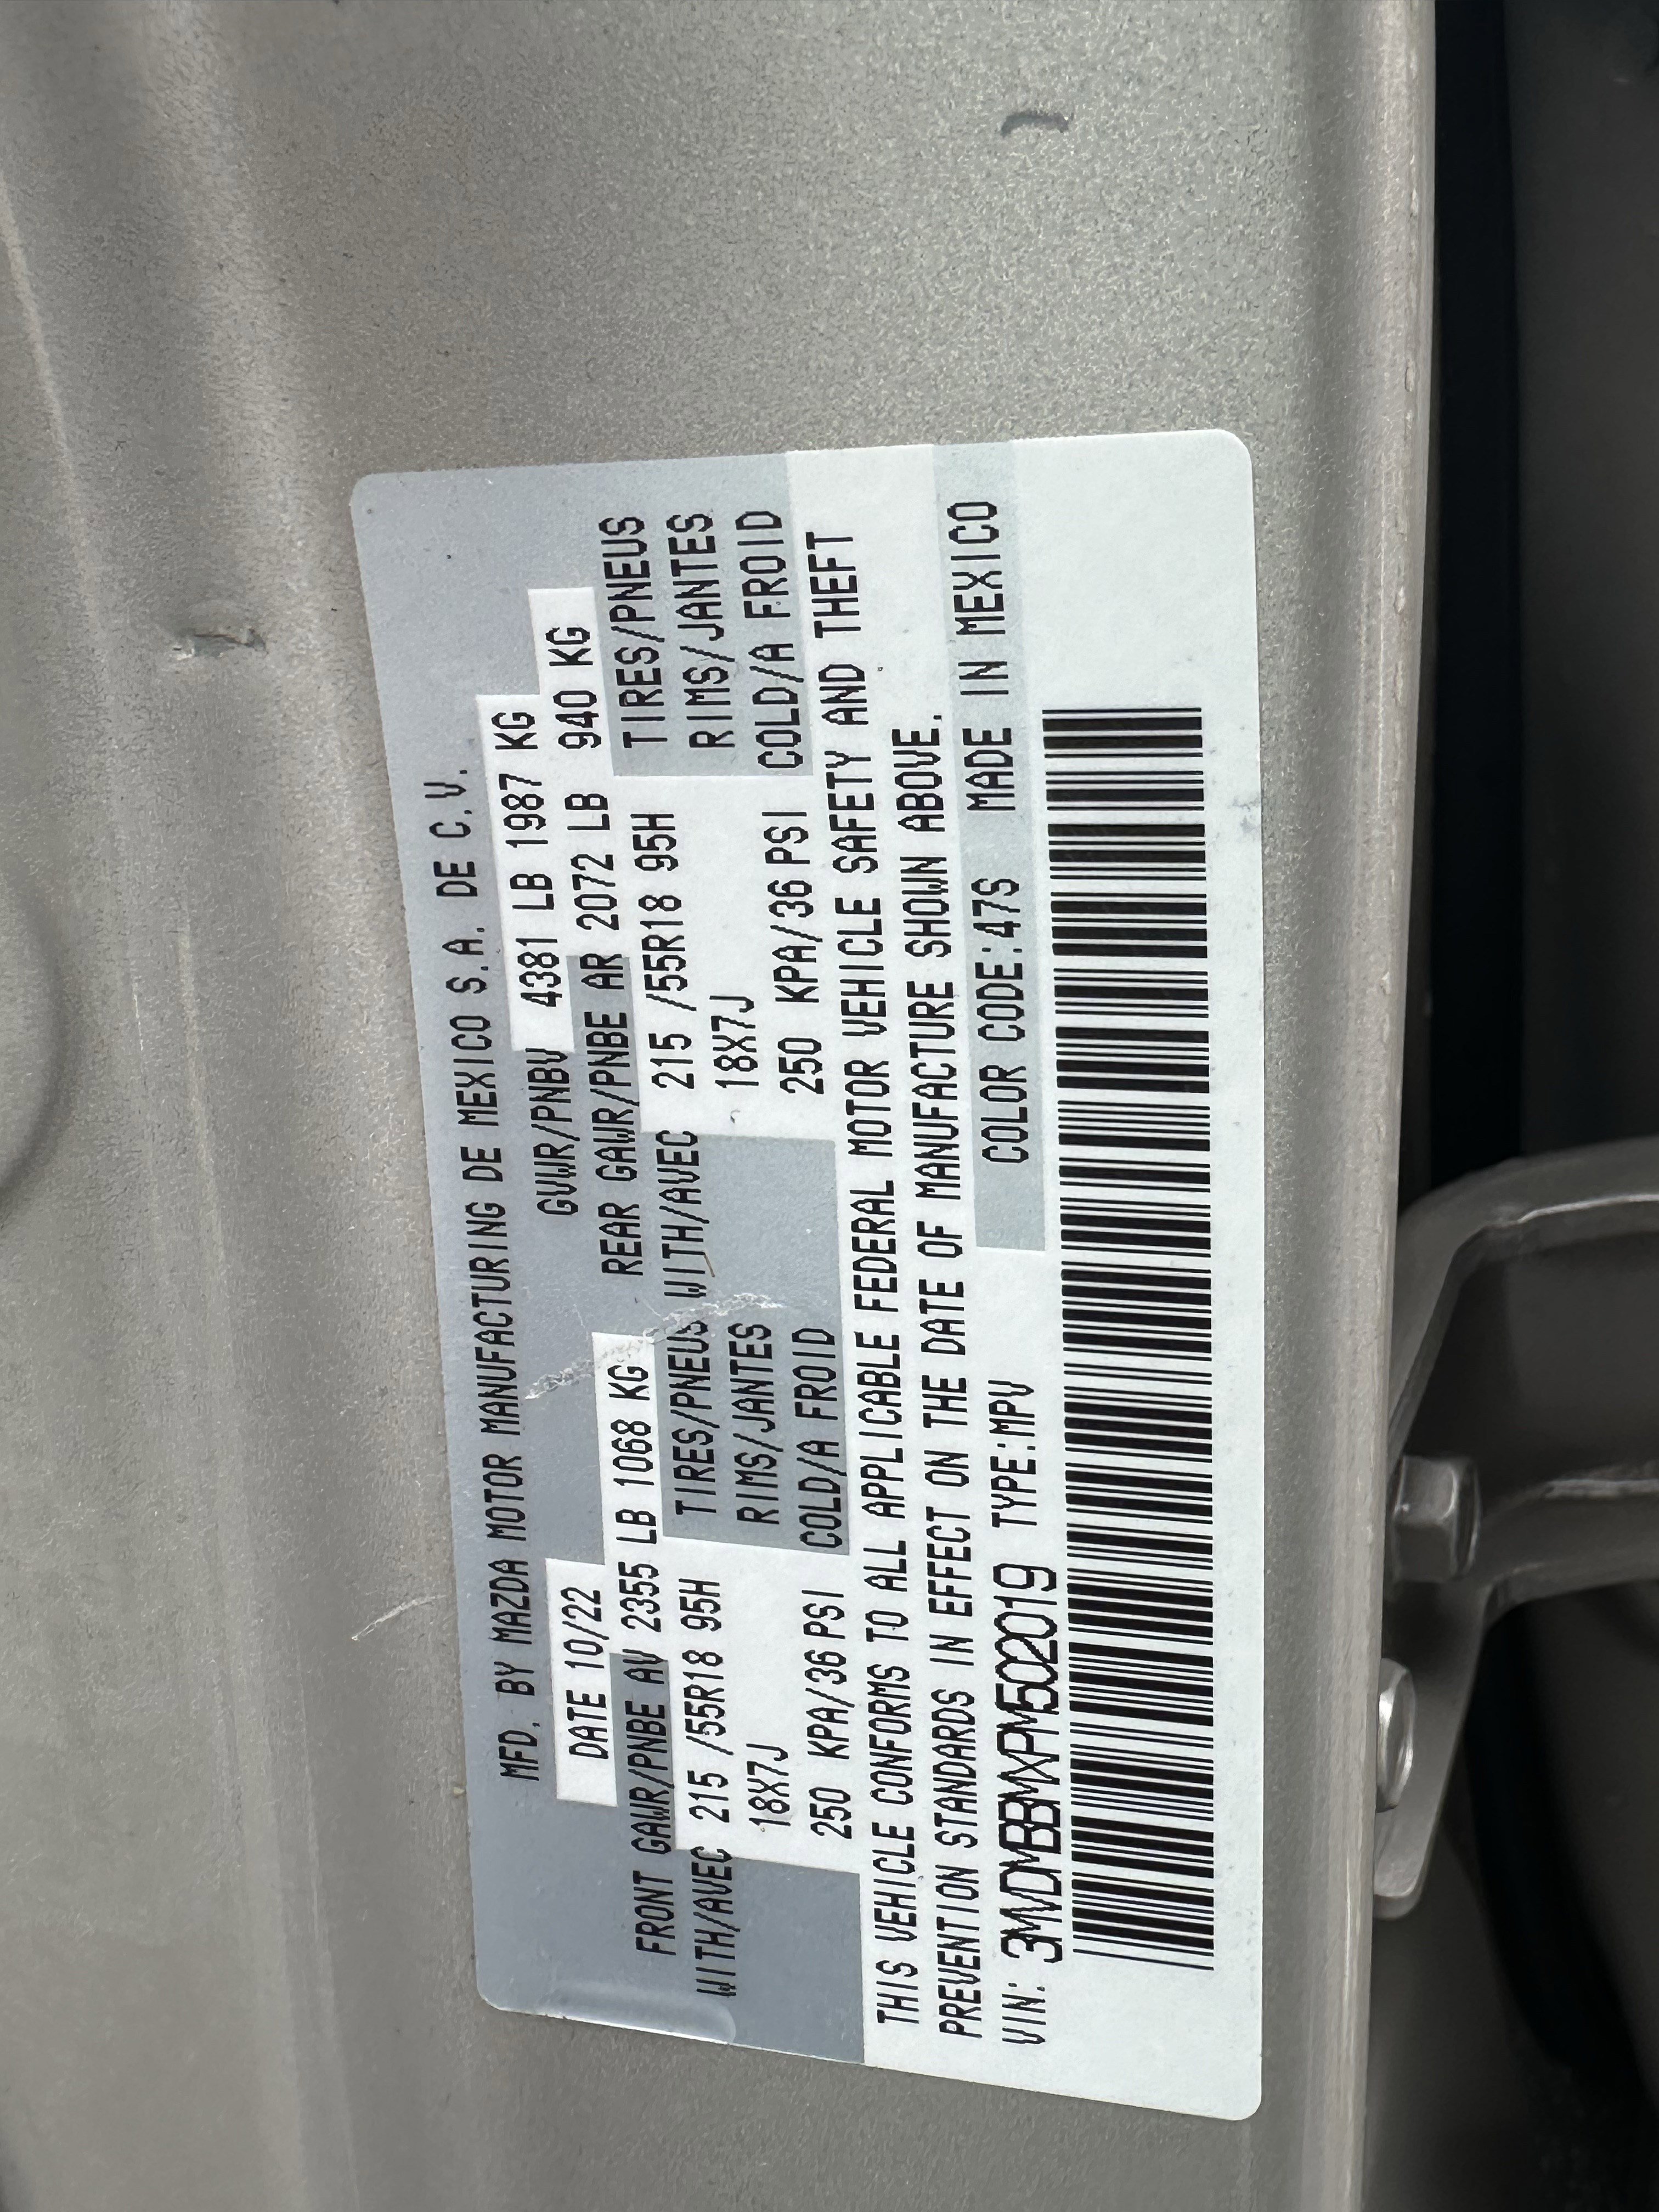 MFD. BY MAZDA MOTOR MANUFACTURING DE MEXICO S.A. DE C.V.
DATE 10/22 GVWR/PNBV 4381 LB 1987 KG
FRONT GAWR/PNBE AV 2355 LB 1068 KG REAR GAWR/PNBE AR 2072 LB 940 KG
WITH/AVEC 215 /55R18 95H TIRES/PNEUS WITH/AVEC 215 /55R18 95H TIRES/PNEUS
18X7J RIMS/JANTES 18X7J RIMS/JANTES
250 KPA/36 PSI COLD/A FROID 250 KPA/36 PSI COLD/A FROID
THIS VEHICLE CONFORMS TO ALL APPLICABLE FEDERAL MOTOR VEHICLE SAFETY AND THEFT
PREVENTION STANDARDS IN EFFECT ON THE DATE OF MANUFACTURE SHOWN ABOVE.
VIN: 3MVDMBBMXPM502019 TYPE:MPV COLOR CODE:47S MADE IN MEXICO